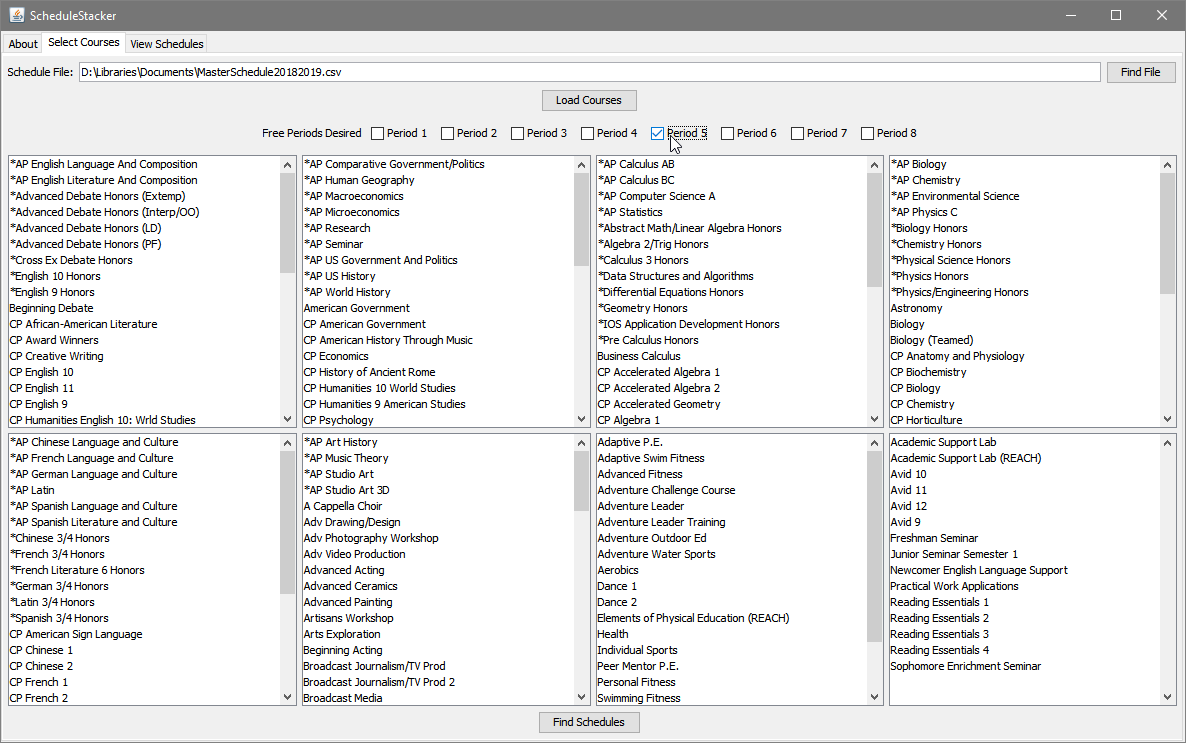 ScheduleStacker
About Select Courses View Schedules
Schedule File: D:\Libraries\Documents\MasterSchedule20182019.csv Find File
Load Courses
Free Periods Desired Period 1 Period 2 Period 3 Period 4 Period 5 Period 6 Period 7 Period 8
*AP English Language And Composition
*AP English Literature And Composition
*Advanced Debate Honors (Extemp)
*Advanced Debate Honors (Interp/OO)
*Advanced Debate Honors (LD)
*Advanced Debate Honors (PF)
*Cross Ex Debate Honors
*English 10 Honors
*English 9 Honors
Beginning Debate
CP African-American Literature
CP Award Winners
CP Creative Writing
CP English 10
CP English 11
CP English 9
CP Humanities English 10: Wrld Studies
*AP Comparative Government/Politics
*AP Human Geography
*AP Macroeconomics
*AP Microeconomics
*AP Research
*AP Seminar
*AP US Government And Politics
*AP US History
*AP World History
American Government
CP American Government
CP American History Through Music
CP Economics
CP History of Ancient Rome
CP Humanities 10 World Studies
CP Humanities 9 American Studies
CP Psychology
*AP Calculus AB
*AP Calculus BC
*AP Computer Science A
*AP Statistics
*Abstract Math/Linear Algebra Honors
*Algebra 2/Trig Honors
*Calculus 3 Honors
*Data Structures and Algorithms
*Differential Equations Honors
*Geometry Honors
*IOS Application Development Honors
*Pre Calculus Honors
Business Calculus
CP Accelerated Algebra 1
CP Accelerated Algebra 2
CP Accelerated Geometry
CP Algebra 1
*AP Biology
*AP Chemistry
*AP Environmental Science
*AP Physics C
*Biology Honors
*Chemistry Honors
*Physical Science Honors
*Physics Honors
*Physics/Engineering Honors
Astronomy
Biology
Biology (Teamed)
CP Anatomy and Physiology
CP Biochemistry
CP Biology
CP Chemistry
CP Horticulture
*AP Chinese Language and Culture
*AP French Language and Culture
*AP German Language and Culture
*AP Latin
*AP Spanish Language and Culture
*AP Spanish Literature and Culture
*Chinese 3/4 Honors
*French 3/4 Honors
*French Literature 6 Honors
*German 3/4 Honors
*Latin 3/4 Honors
*Spanish 3/4 Honors
CP American Sign Language
CP Chinese 1
CP Chinese 2
CP French 1
CP French 2
*AP Art History
*AP Music Theory
*AP Studio Art
*AP Studio Art 3D
A Cappella Choir
Adv Drawing/Design
Adv Photography Workshop
Adv Video Production
Advanced Acting
Advanced Ceramics
Advanced Painting
Artisans Workshop
Arts Exploration
Beginning Acting
Broadcast Journalism/TV Prod
Broadcast Journalism/TV Prod 2
Broadcast Media
Adaptive P.E.
Adaptive Swim Fitness
Advanced Fitness
Adventure Challenge Course
Adventure Leader
Adventure Leader Training
Adventure Outdoor Ed
Adventure Water Sports
Aerobics
Dance 1
Dance 2
Elements of Physical Education (REACH)
Health
Individual Sports
Peer Mentor P.E.
Personal Fitness
Swimming Fitness
Academic Support Lab
Academic Support Lab (REACH)
Avid 10
Avid 11
Avid 12
Avid 9
Freshman Seminar
Junior Seminar Semester 1
Newcomer English Language Support
Practical Work Applications
Reading Essentials 1
Reading Essentials 2
Reading Essentials 3
Reading Essentials 4
Sophomore Enrichment Seminar
Find Schedules